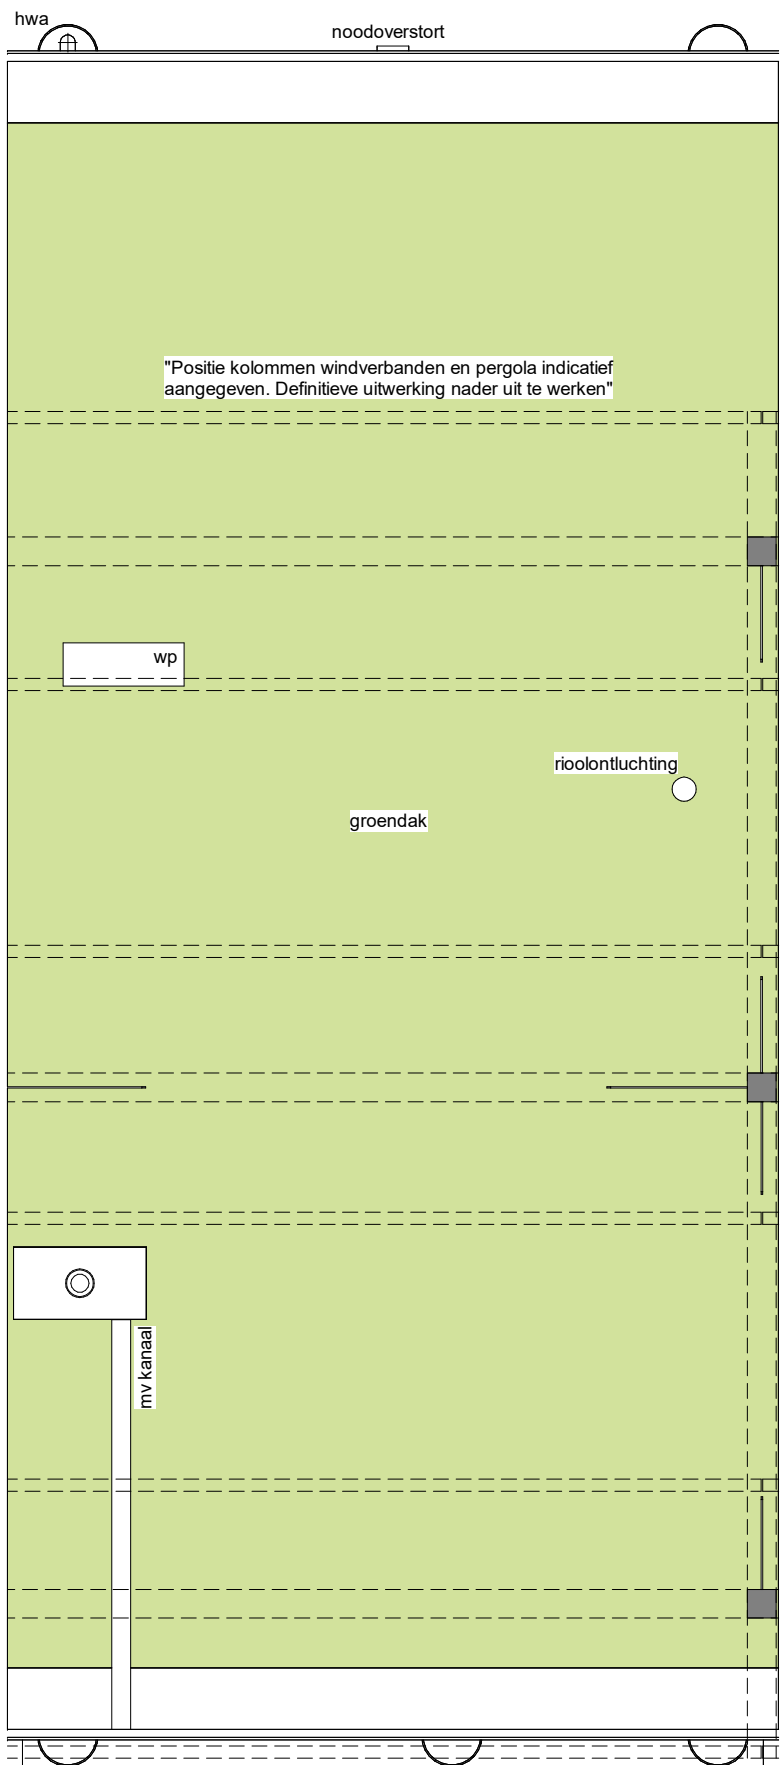 hwa
noodoverstort
"Positie kolommen windverbanden en pergola indicatief
aangegeven. Definitieve uitwerking nader uit te werken"
wp
rioolontluchting
groendak
mv kanaal